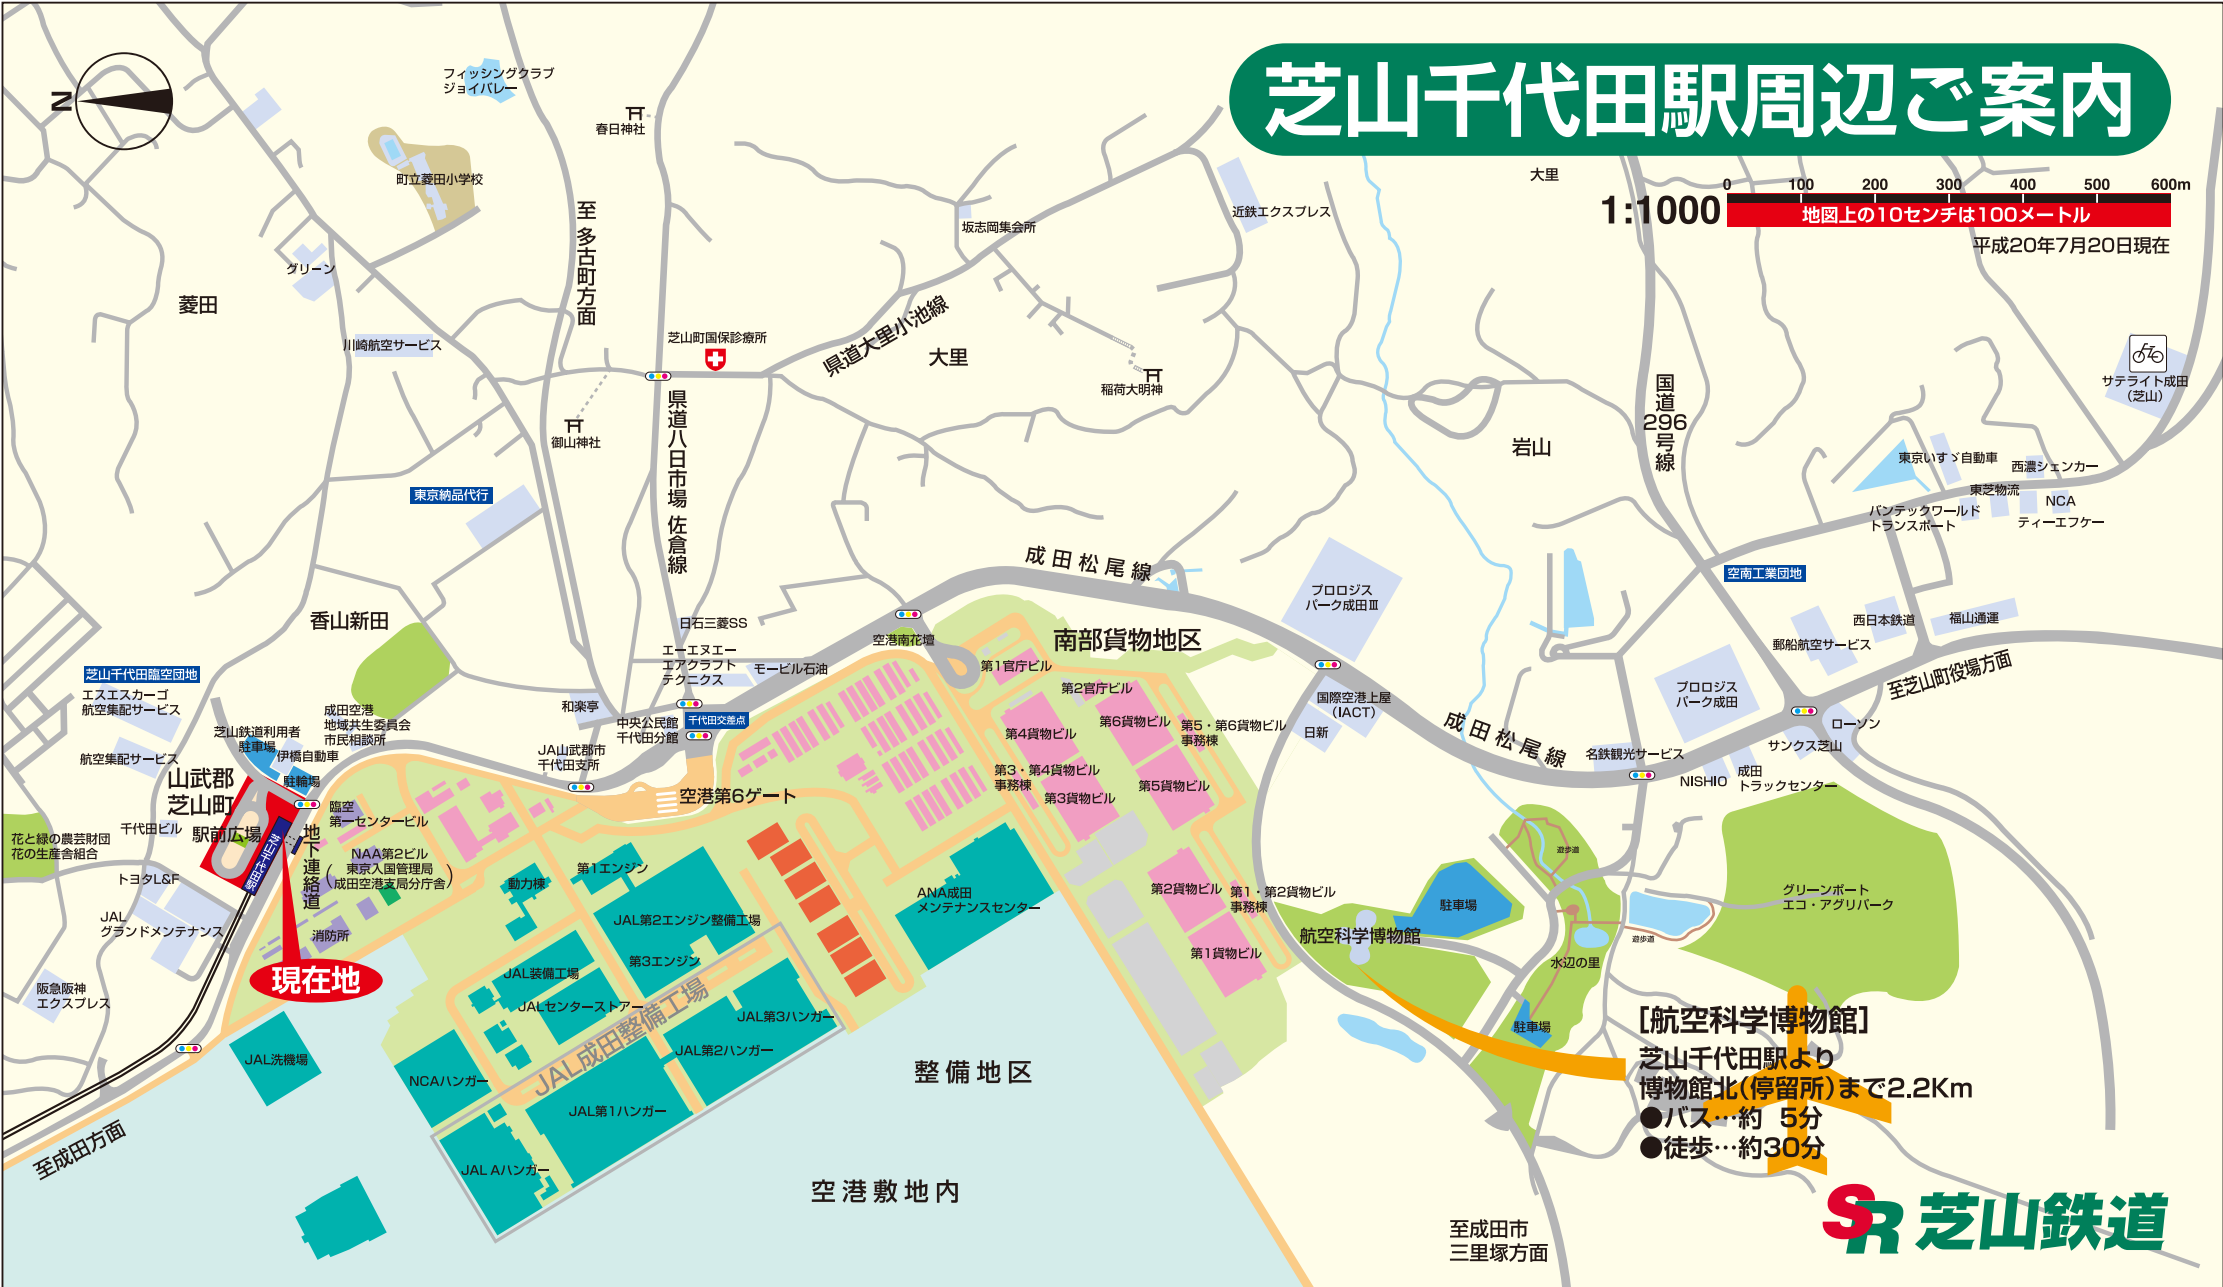 芝山千代田駅周辺ご案内
N
フィッシングクラブ
ジョイバレー
春日神社
町立菱田小学校
至 多古町方面
坂志岡集会所
近鉄エクスプレス
大里
1:1000
0 100 200 300 400 500 600m
地図上の10センチは100メートル
平成20年7月20日現在
グリーン
菱田
川崎航空サービス
芝山町国保診療所
県道大里小池線
大里
稲荷大明神
御山神社
県道八日市場 佐倉線
国道296号線
岩山
サテライト成田
(芝山)
東京いすゞ自動車
西濃シェンカー
東芝物流
NCA
バンテックワールド
トランスポート
ティーエフケー
東京納品代行
成田松尾線
空南工業団地
プロロジス
パーク成田Ⅲ
西日本鉄道
福山通運
郵船航空サービス
香山新田
日石三菱SS
空港南花壇
南部貨物地区
エーエヌエー
エアクラフト
テクニクス
モービル石油
第1官庁ビル
第2官庁ビル
芝山千代田臨空団地
エスエスカーゴ
航空集配サービス
成田空港
地域共生委員会
市民相談所
和楽亭
中央公民館
千代田分館
千代田交差点
国際空港上屋
(IACT)
日新
プロロジス
パーク成田
至芝山町役場方面
ローソン
サンクス芝山
芝山鉄道利用者
駐車場
伊橋自動車
航空集配サービス
JA山武郡市
千代田支所
第4貨物ビル
第6貨物ビル
第5・第6貨物ビル
事務棟
成田松尾線
名鉄観光サービス
NISHIO
成田
トラックセンター
山武郡
芝山町
駐輪場
第3・第4貨物ビル
事務棟
第3貨物ビル
第5貨物ビル
空港第6ゲート
臨空
第一センタービル
千代田ビル
駅前広場
芝山千代田駅
地下連絡道
花と緑の農芸財団
花の生産舎組合
NAA第2ビル
(東京入国管理局
成田空港支局分庁舎)
トヨタL&F
動力棟
第1エンジン
ANA成田
メンテナンスセンター
第2貨物ビル
第1・第2貨物ビル
事務棟
遊歩道
グリーンポート
エコ・アグリパーク
駐車場
JAL
グランドメンテナンス
消防所
JAL第2エンジン整備工場
航空科学博物館
遊歩道
水辺の里
第1貨物ビル
現在地
第3エンジン
JAL装備工場
JALセンターストアー
JAL成田整備工場
JAL第3ハンガー
駐車場
阪急阪神
エクスプレス
JAL洗機場
JAL第2ハンガー
NCAハンガー
整備地区
JAL第1ハンガー
至成田方面
JAL Aハンガー
空港敷地内
[航空科学博物館]
芝山千代田駅より
博物館北(停留所)まで2.2Km
●バス…約 5分
●徒歩…約30分
至成田市
三里塚方面
SR 芝山鉄道